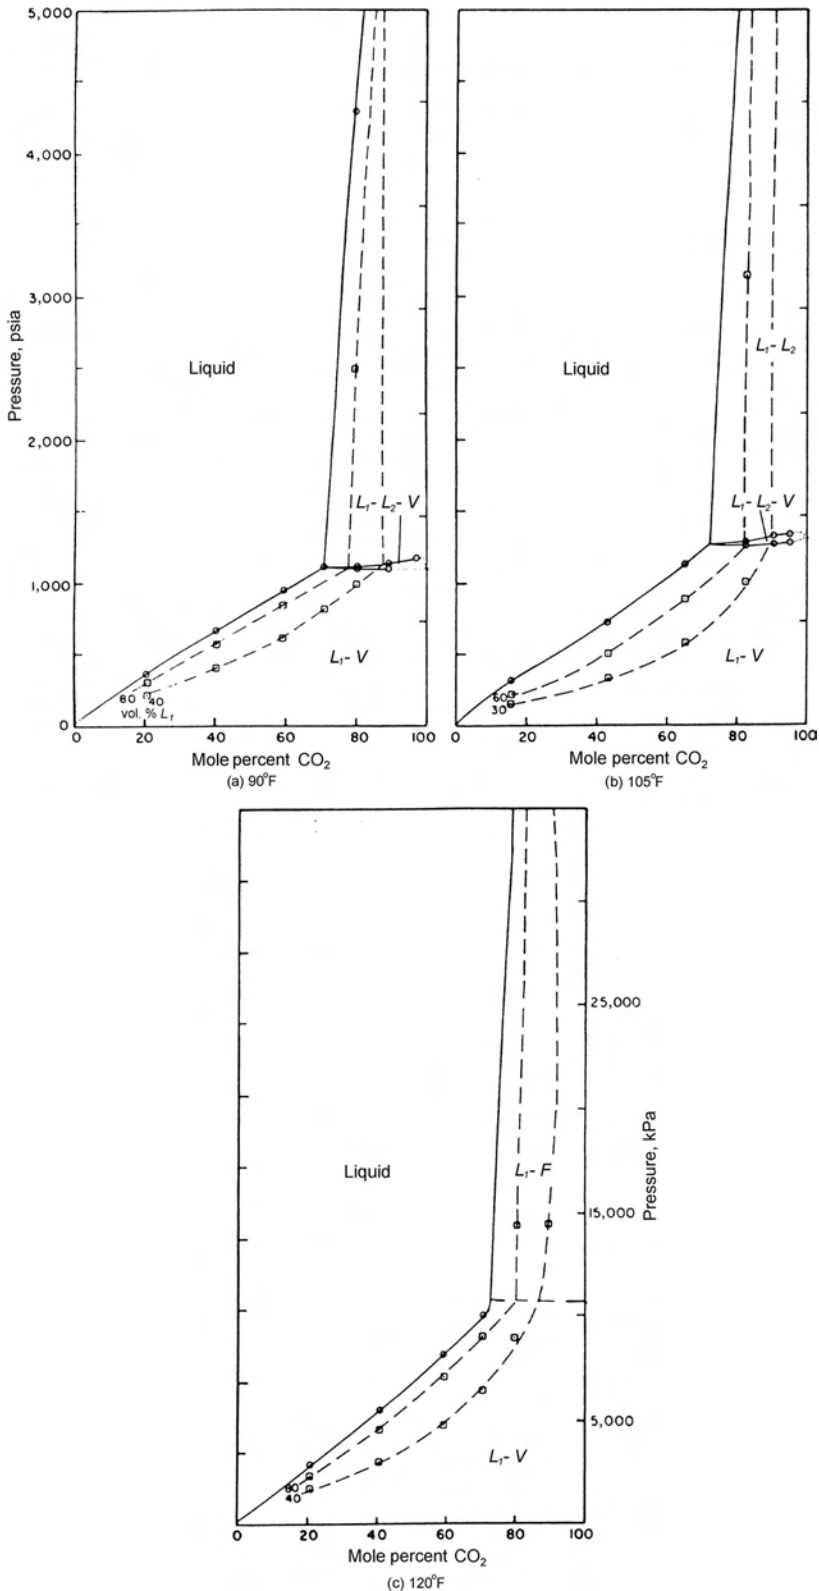 5,000
4,000
3,000
2,000
1,000
0
Pressure, psia
Liquid
L₁- L₂- V
L₁- V
80
40
vol. % L₁
0 20 40 60 80 100
Mole percent CO₂
(a) 90°F
Liquid
L₁- L₂
L₁- L₂- V
L₁- V
60
30
0 20 40 60 80 100
Mole percent CO₂
(b) 105°F
25,000
15,000
5,000
Pressure, kPa
Liquid
L₁- F
L₁- V
80
40
0 20 40 60 80 100
Mole percent CO₂
(c) 120°F